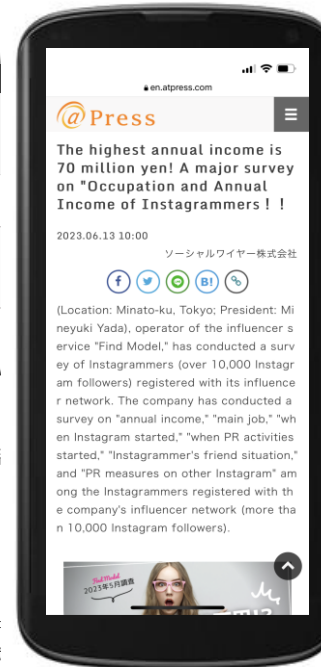 en.atpress.com
@Press
The highest annual income is
70 million yen! A major survey
on "Occupation and Annual
Income of Instagrammers！！
2023.06.13 10:00
ソーシャルワイヤー株式会社
B!
(Location: Minato-ku, Tokyo; President: Mi
neyuki Yada), operator of the influencer s
ervice "Find Model," has conducted a surv
ey of Instagrammers (over 10,000 Instagr
am followers) registered with its influence
r network. The company has conducted a
survey on "annual income," "main job," "wh
en Instagram started," "when PR activities
started," "Instagrammer's friend situation,"
and "PR measures on other Instagram" am
ong the Instagrammers registered with th
e company's influencer network (more tha
n 10,000 Instagram followers).
Find Model
2023年5月調査